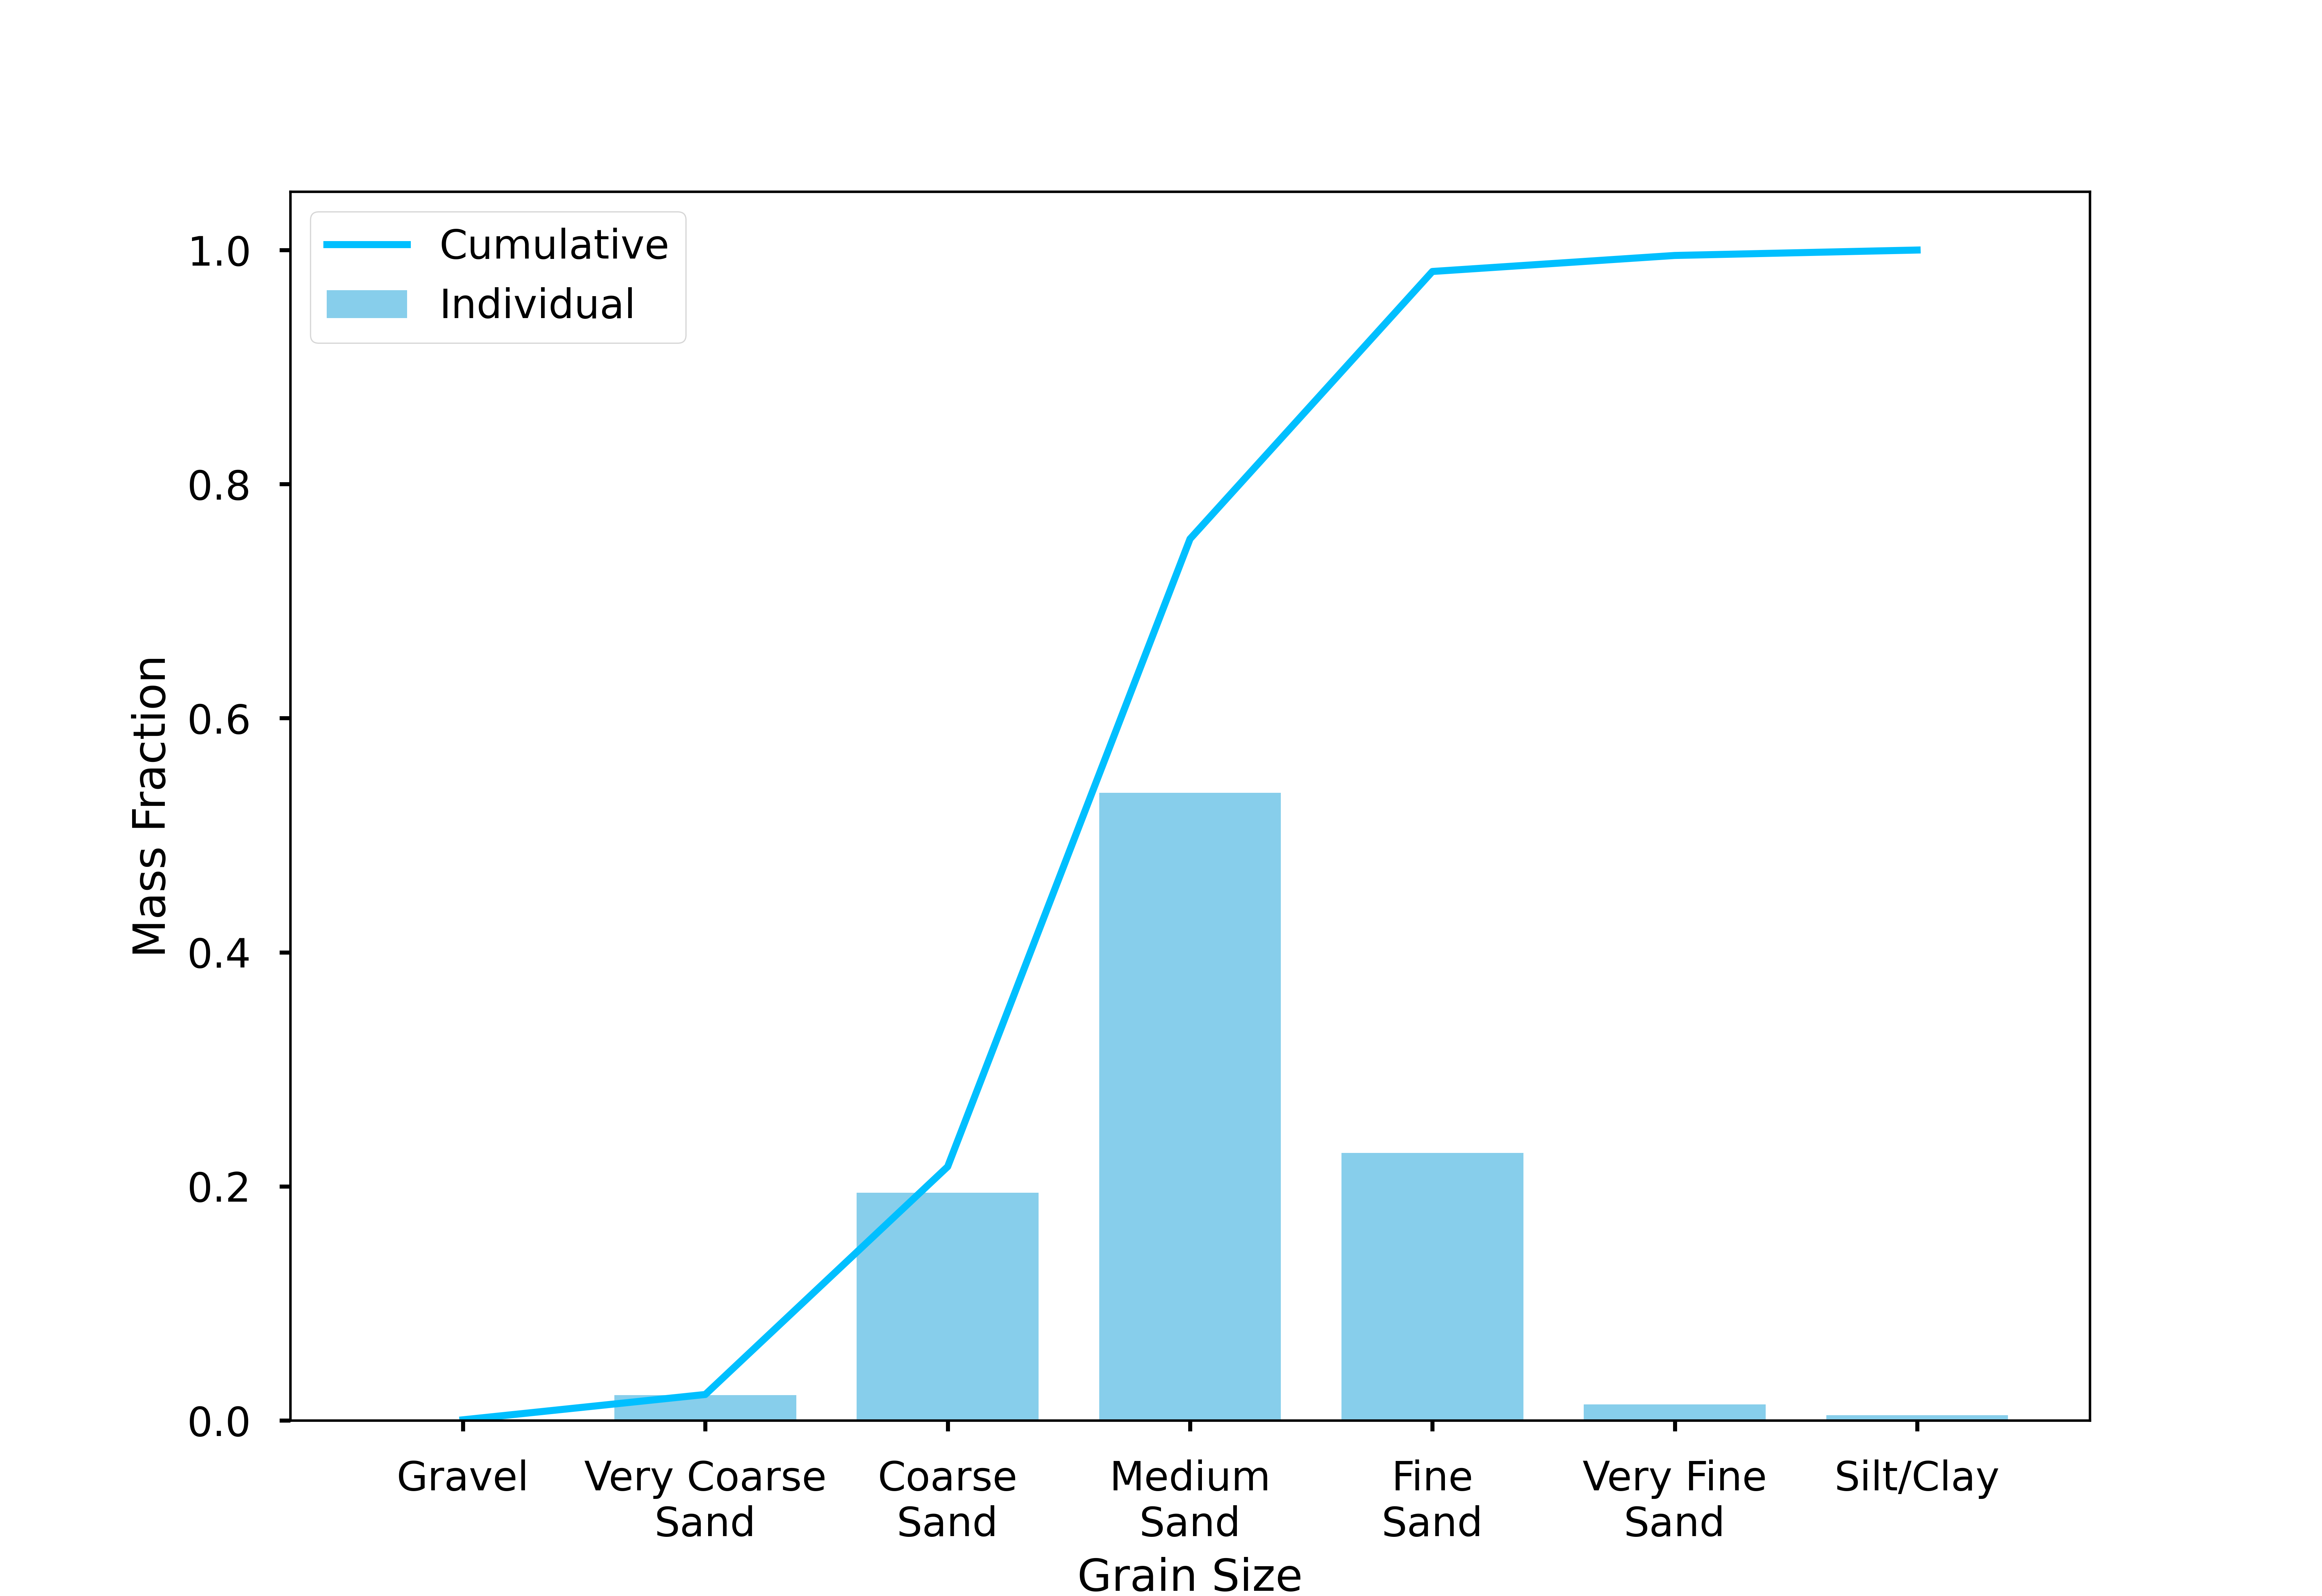 Cumulative
Individual
1.0
0.8
0.6
0.4
0.2
0.0
Mass Fraction
Gravel
Very Coarse
Sand
Coarse
Sand
Medium
Sand
Fine
Sand
Very Fine
Sand
Silt/Clay
Grain Size